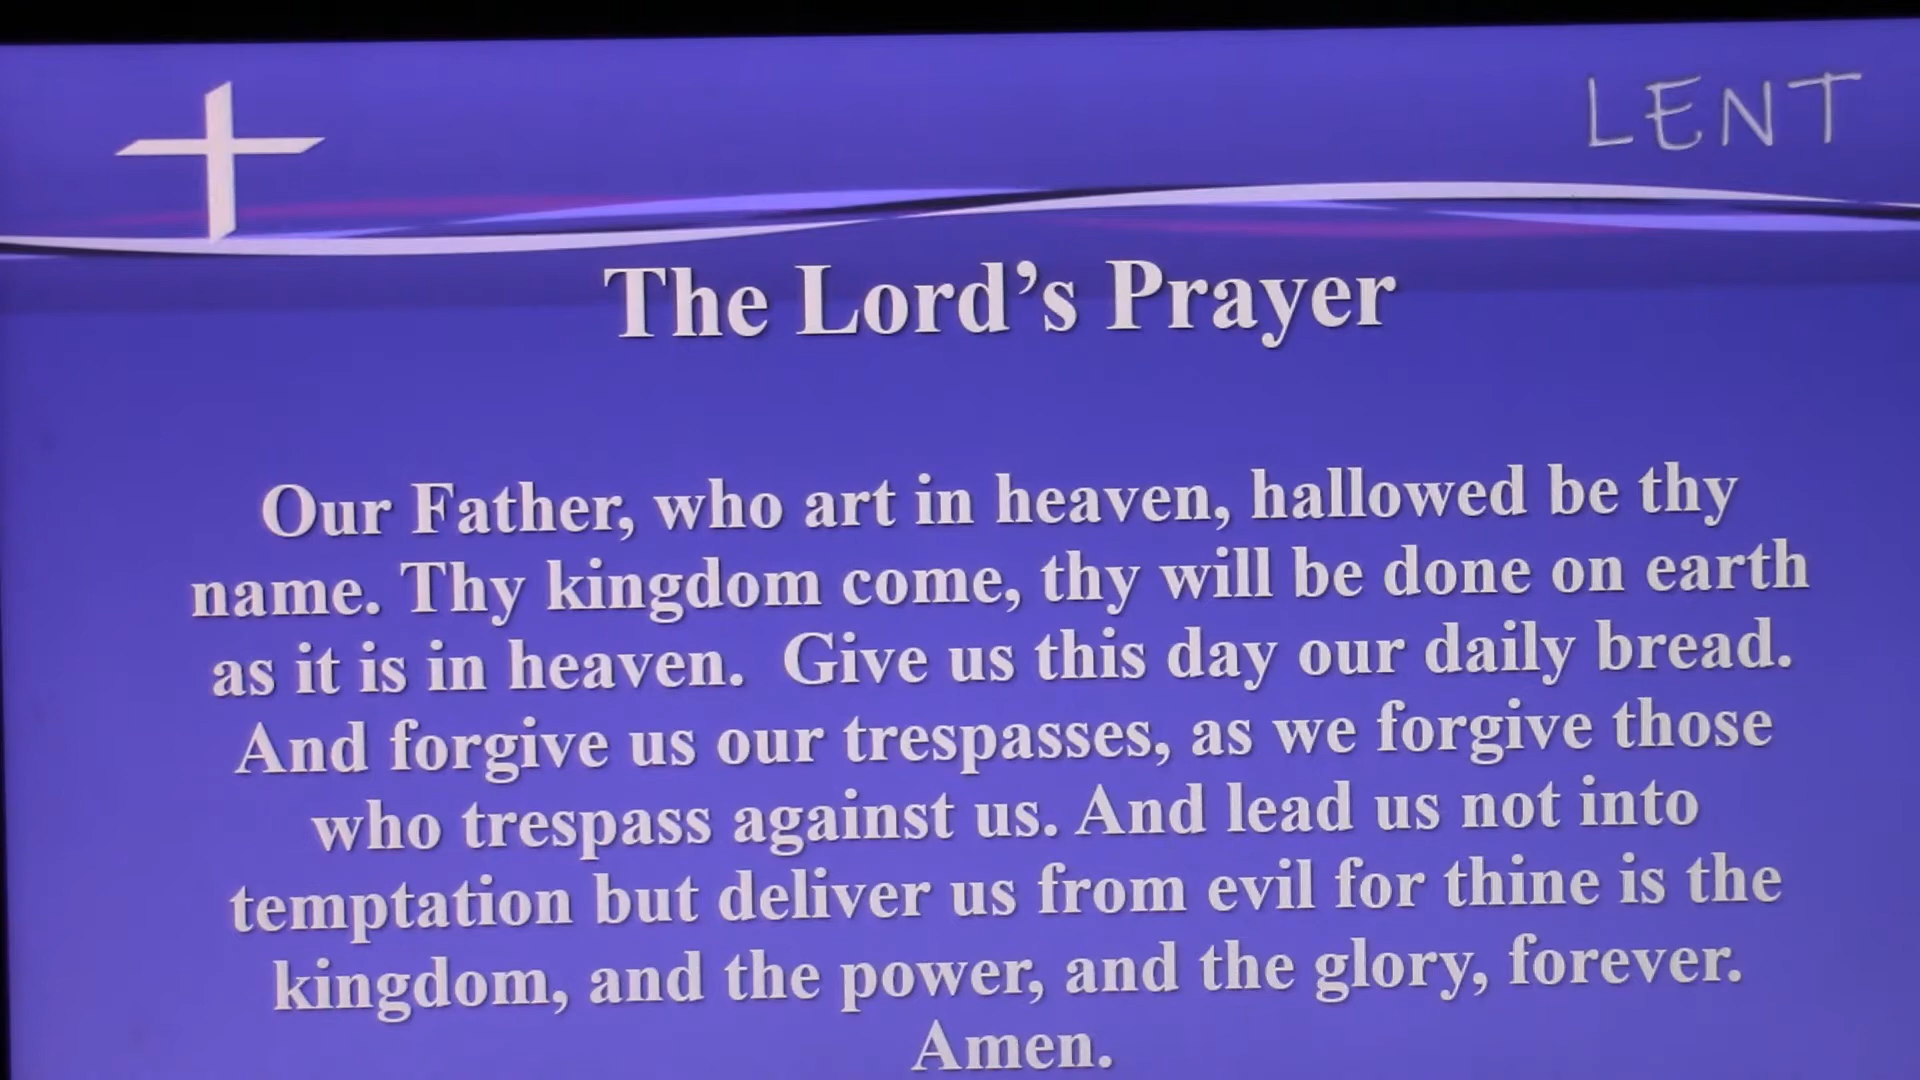 LENT
The Lord’s Prayer
Our Father, who art in heaven, hallowed be thy
name. Thy kingdom come, thy will be done on earth
as it is in heaven.  Give us this day our daily bread.
And forgive us our trespasses, as we forgive those
who trespass against us. And lead us not into
temptation but deliver us from evil for thine is the
kingdom, and the power, and the glory, forever.
Amen.